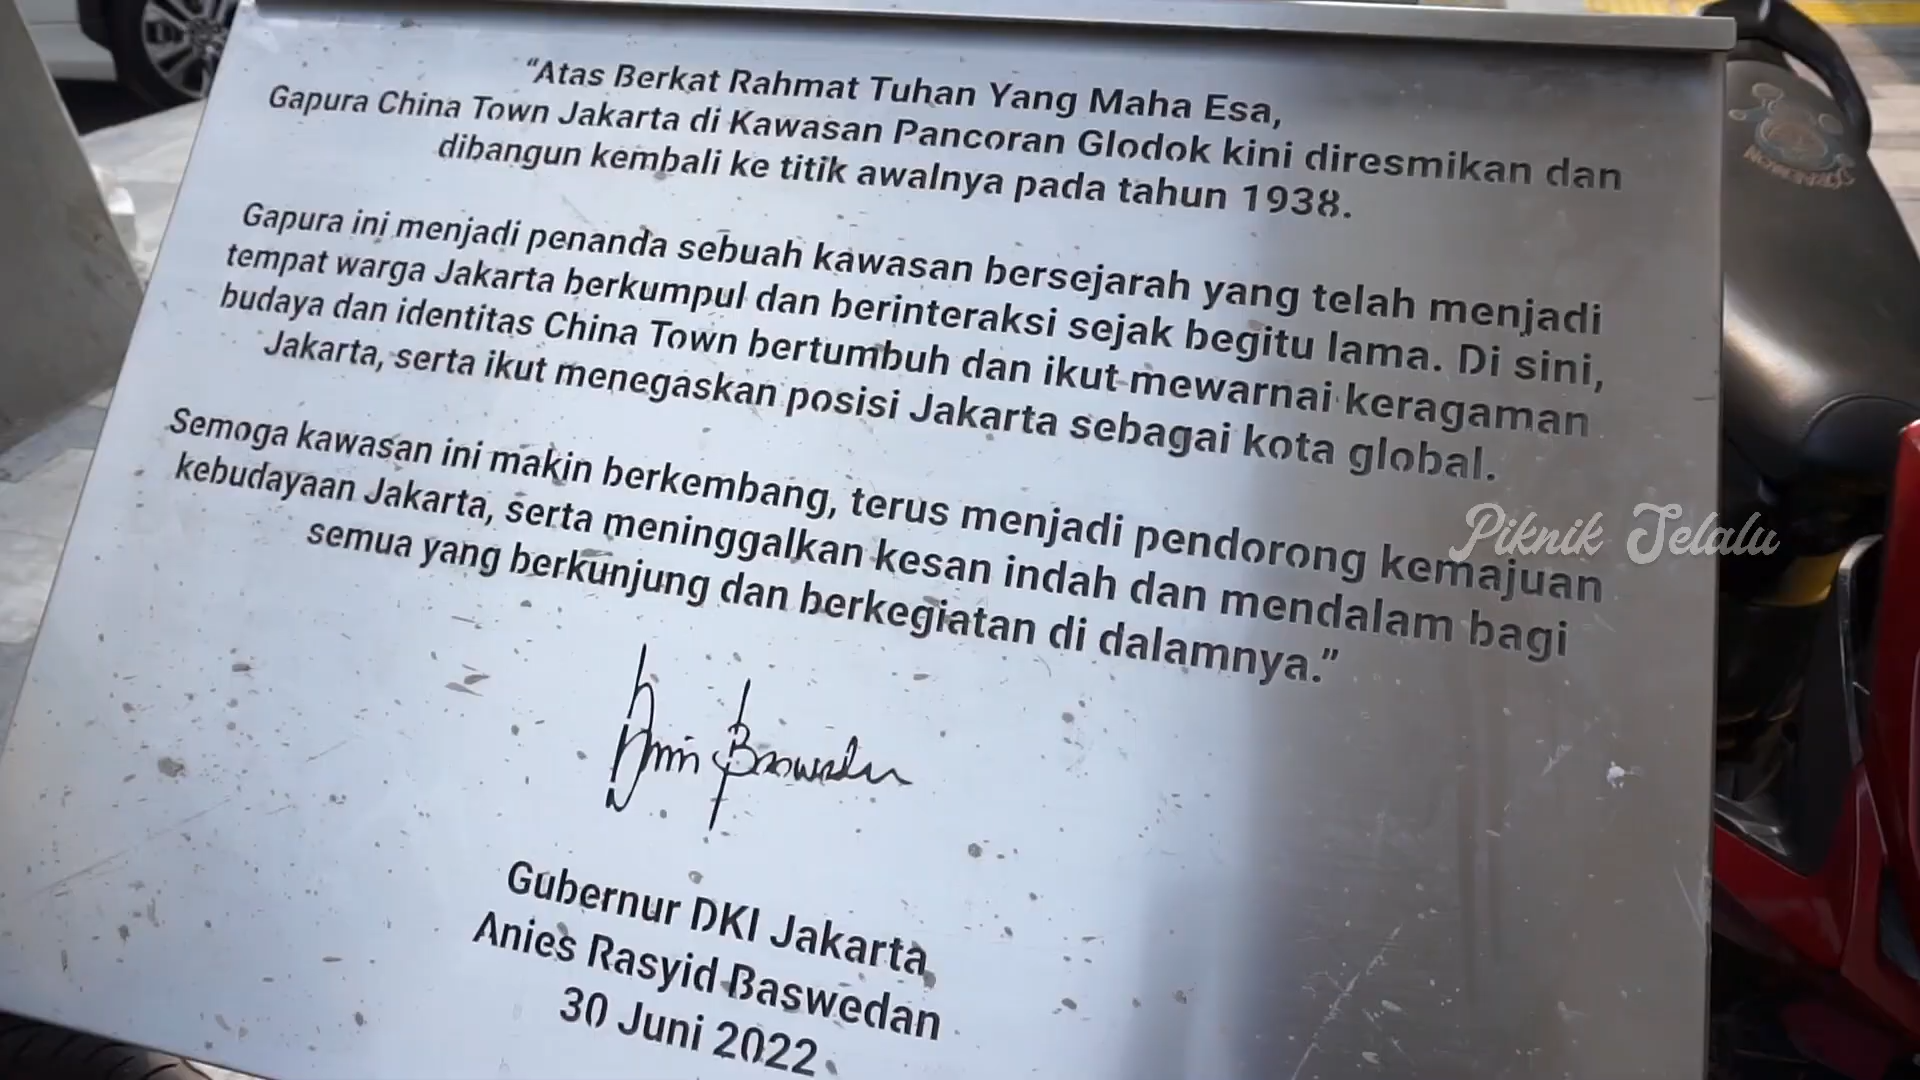 “Atas Berkat Rahmat Tuhan Yang Maha Esa,
Gapura China Town Jakarta di Kawasan Pancoran Glodok kini diresmikan dan
dibangun kembali ke titik awalnya pada tahun 1938.
Gapura ini menjadi penanda sebuah kawasan bersejarah yang telah menjadi
tempat warga Jakarta berkumpul dan berinteraksi sejak begitu lama. Di sini,
budaya dan identitas China Town bertumbuh dan ikut mewarnai keragaman
Jakarta, serta ikut menegaskan posisi Jakarta sebagai kota global.
Semoga kawasan ini makin berkembang, terus menjadi pendorong kemajuan
kebudayaan Jakarta, serta meninggalkan kesan indah dan mendalam bagi
semua yang berkunjung dan berkegiatan di dalamnya.”
Piknik Selalu
Gubernur DKI Jakarta,
Anies Rasyid Baswedan
30 Juni 2022